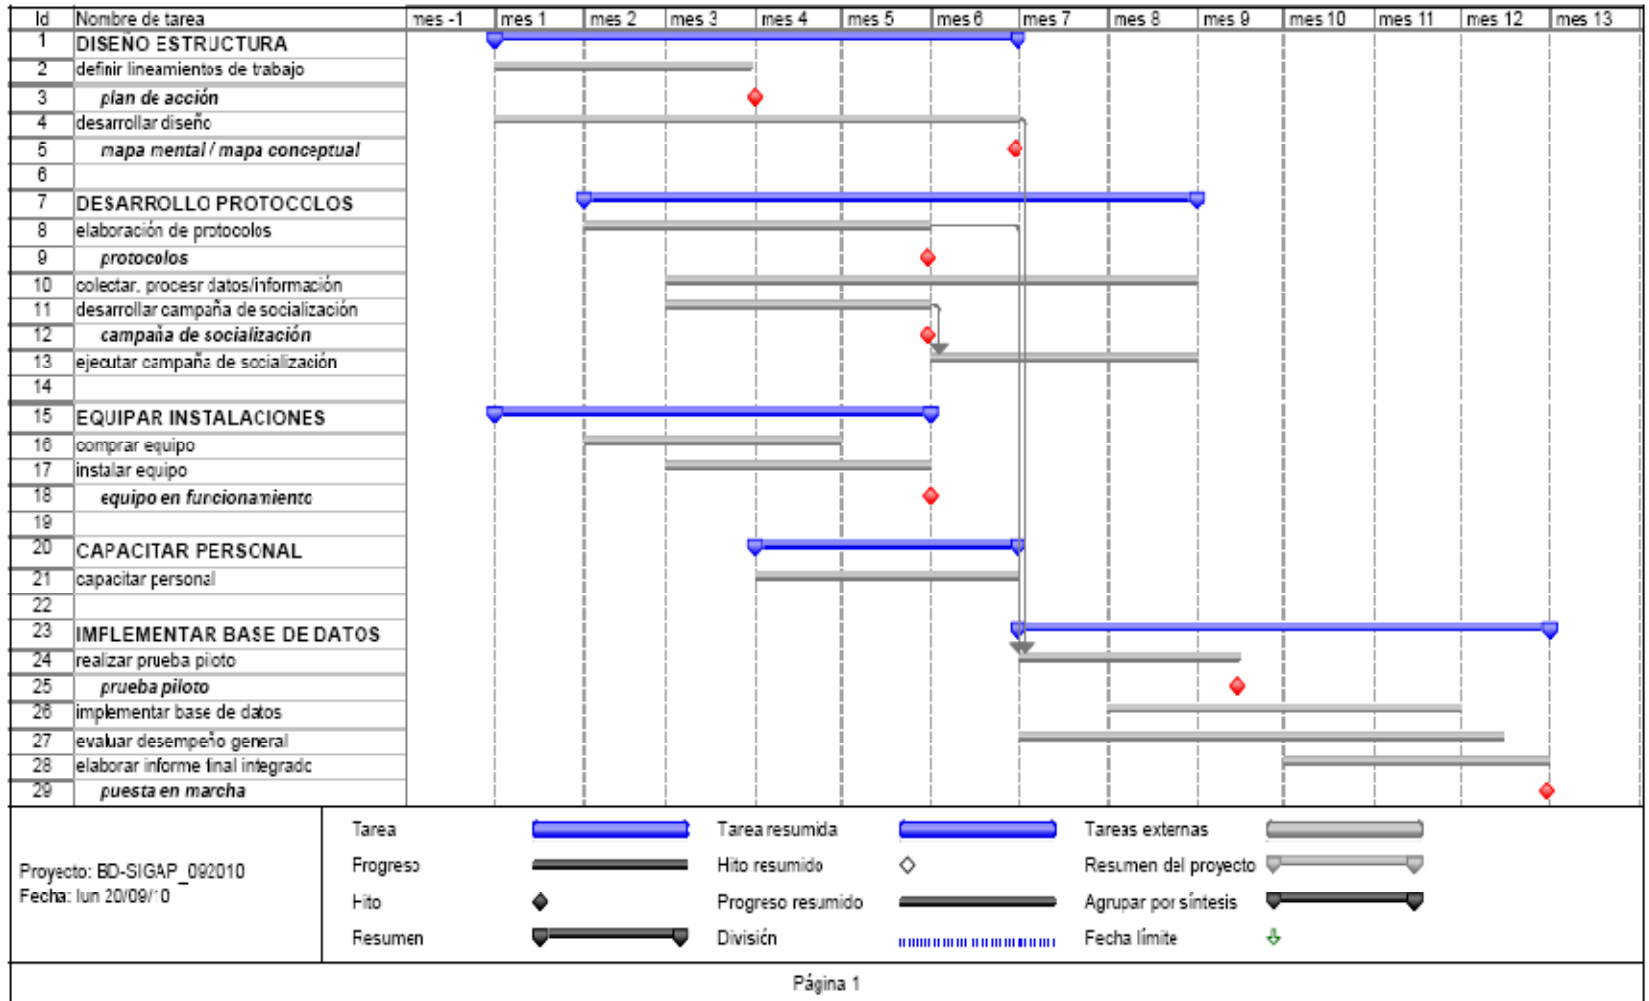 Id Nombre de tarea mes -1 mes 1 mes 2 mes 3 mes 4 mes 5 mes 6 mes 7 mes 8 mes 9 mes 10 mes 11 mes 12 mes 13
1 DISEÑO ESTRUCTURA
2 definir lineamientos de trabajo
3 plan de acción
4 desarrollar diseño
5 mapa mental / mapa conceptual
6
7 DESARROLLO PROTOCOLOS
8 elaboración de protocolos
9 protocolos
10 colectar, procesr datos/información
11 desarrollar campaña de socialización
12 campaña de socialización
13 ejecutar campaña de socialización
14
15 EQUIPAR INSTALACIONES
16 comprar equipo
17 instalar equipo
18 equipo en funcionamiento
19
20 CAPACITAR PERSONAL
21 capacitar personal
22
23 IMPLEMENTAR BASE DE DATOS
24 realizar prueba piloto
25 prueba piloto
26 implementar base de datos
27 evaluar desempeño general
28 elaborar informe final integrado
29 puesta en marcha
Proyecto: BD-SIGAP_092010
Fecha: lun 20/09/10
Tarea Tarea resumida Tareas externas
Progreso Hito resumido Resumen del proyecto
Hito Progreso resumido Agrupar por síntesis
Resumen División Fecha límite
Página 1